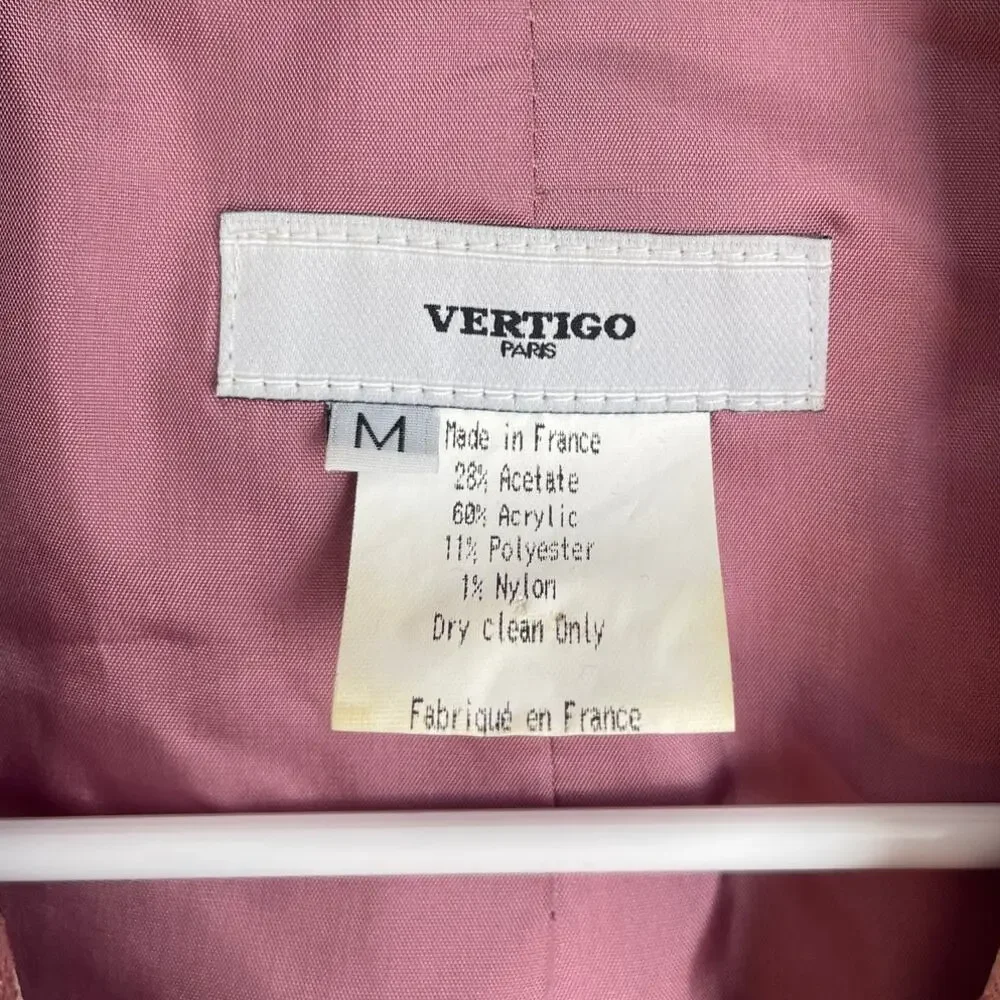 VERTIGO
PARIS
M
Made in France
28% Acetate
60% Acrylic
11% Polyester
1% Nylon
Dry clean Only
Fabriqué en France